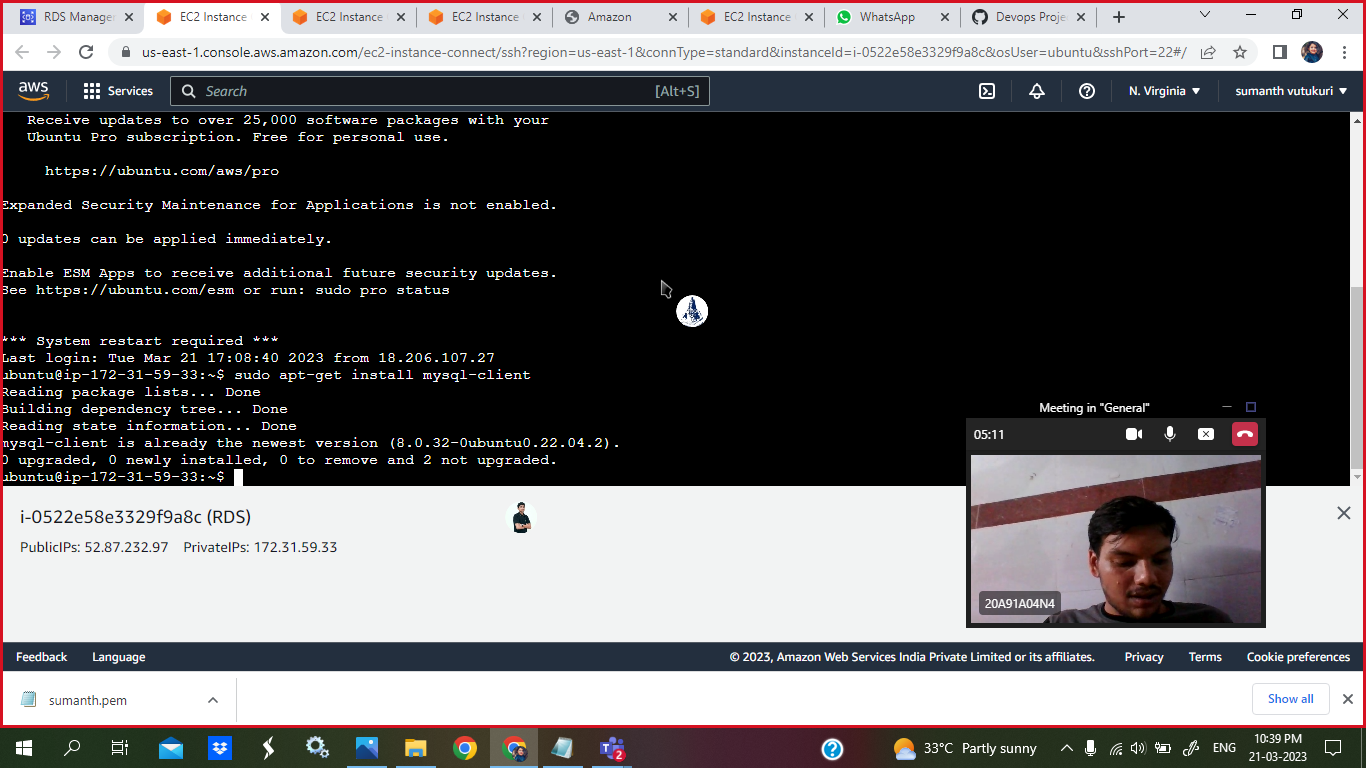 RDS Manager
EC2 Instance
EC2 Instance
EC2 Instance
Amazon
EC2 Instance
WhatsApp
Devops Proje
us-east-1.console.aws.amazon.com/ec2-instance-connect/ssh?region=us-east-1&connType=standard&instanceId=i-0522e58e3329f9a8c&osUser=ubuntu&sshPort=22#/
aws
Services
Search
[Alt+S]
N. Virginia
sumanth vutukuri
Receive updates to over 25,000 software packages with your
Ubuntu Pro subscription. Free for personal use.
https://ubuntu.com/aws/pro
Expanded Security Maintenance for Applications is not enabled.
0 updates can be applied immediately.
Enable ESM Apps to receive additional future security updates.
See https://ubuntu.com/esm or run: sudo pro status
*** System restart required ***
Last login: Tue Mar 21 17:08:40 2023 from 18.206.107.27
ubuntu@ip-172-31-59-33:~$ sudo apt-get install mysql-client
Reading package lists... Done
Building dependency tree... Done
Reading state information... Done
mysql-client is already the newest version (8.0.32-0ubuntu0.22.04.2).
0 upgraded, 0 newly installed, 0 to remove and 2 not upgraded.
ubuntu@ip-172-31-59-33:~$
Meeting in "General"
05:11
20A91A04N4
i-0522e58e3329f9a8c (RDS)
PublicIPs: 52.87.232.97 PrivateIPs: 172.31.59.33
Feedback
Language
© 2023, Amazon Web Services India Private Limited or its affiliates.
Privacy
Terms
Cookie preferences
sumanth.pem
Show all
2
33°C Partly sunny
ENG
10:39 PM
21-03-2023